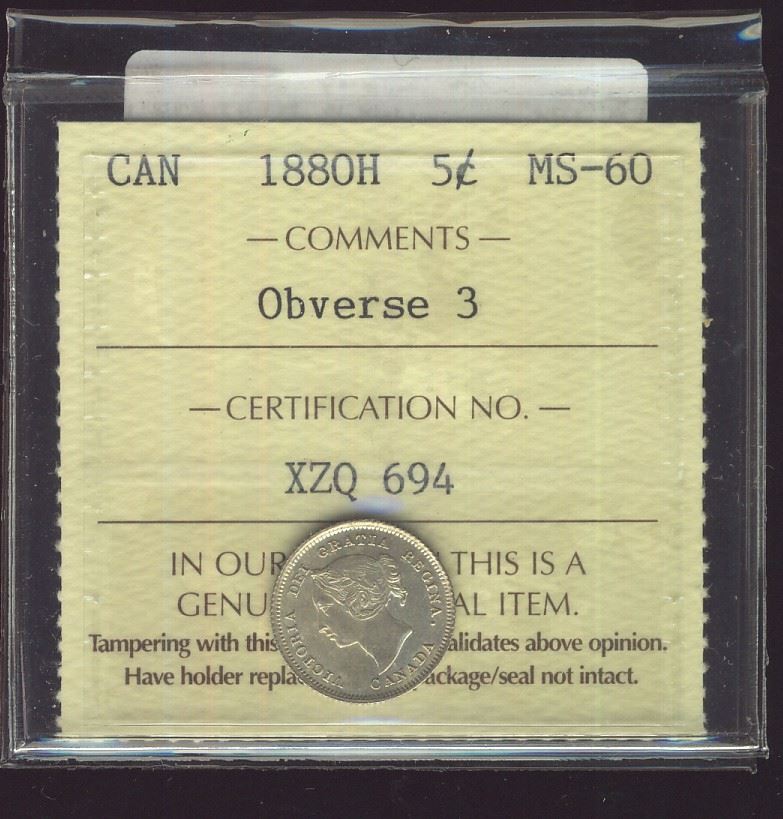 CAN 1880H 5¢ MS-60
— COMMENTS —
Obverse 3
— CERTIFICATION NO. —
XZQ 694
IN OUR THIS IS A
GENU AL ITEM.
Tampering with this alidates above opinion.
Have holder repla ckage/seal not intact.
VICTORIA DEI GRATIA REGINA.
CANADA